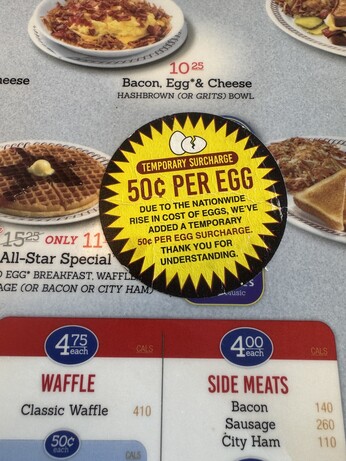 10 25
eese
Bacon, Egg* & Cheese
HASHBROWN (OR GRITS) BOWL
TEMPORARY SURCHARGE
50¢ PER EGG
DUE TO THE NATIONWIDE
RISE IN COST OF EGGS, WE'VE
ADDED A TEMPORARY
50¢ PER EGG SURCHARGE.
THANK YOU FOR
UNDERSTANDING.
15 25 ONLY 11
All-Star Special
EGG* BREAKFAST, WAFFL
AGE (OR BACON OR CITY HAM)
4.75
each
CALS
WAFFLE
Classic Waffle 410
50¢
each
4.00
each
CALS
SIDE MEATS
Bacon 140
Sausage 260
City Ham 110